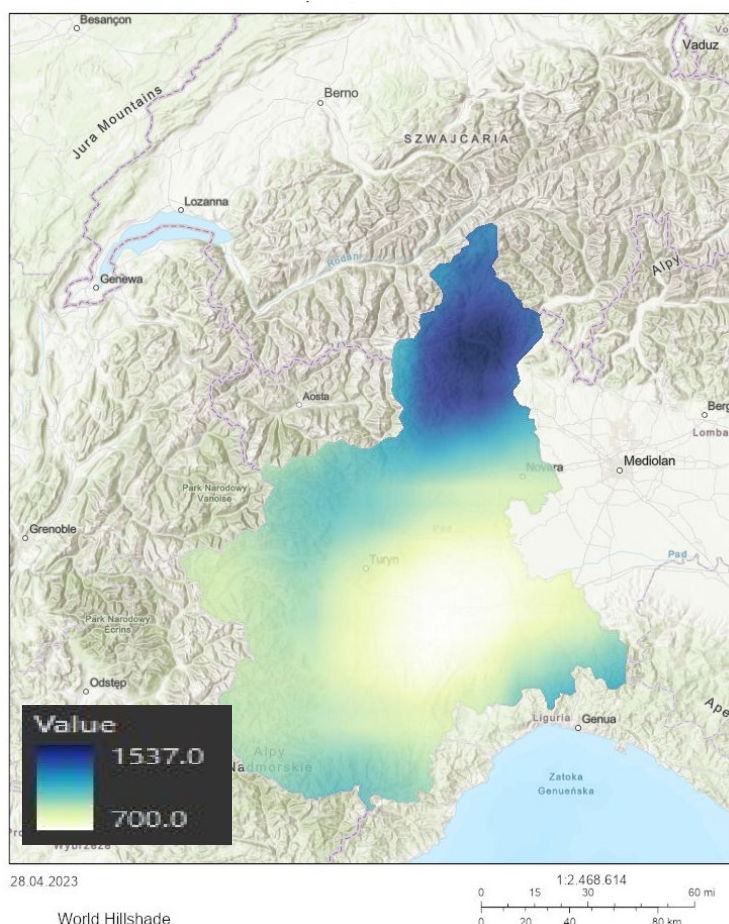 Besançon
Vaduz
Jura Mountains
Berno
SZWAJCARIA
Lozanna
Rodan
Alpy
Genewa
Aosta
Berg
Lomba
Mediolan
Novara
Park Narodowy
Vanoise
Grenoble
Pad
Pad
Turyn
Park Narodowy
Ecrins
Odstęp
Ape
Liguria
Genua
Value
1537.0
700.0
Alpy
Nadmorskie
Zatoka
Genueńska
Wybrzeże
28.04.2023
1:2.468.614
0 15 30 60 mi
0 20 40 80 km
World Hillshade